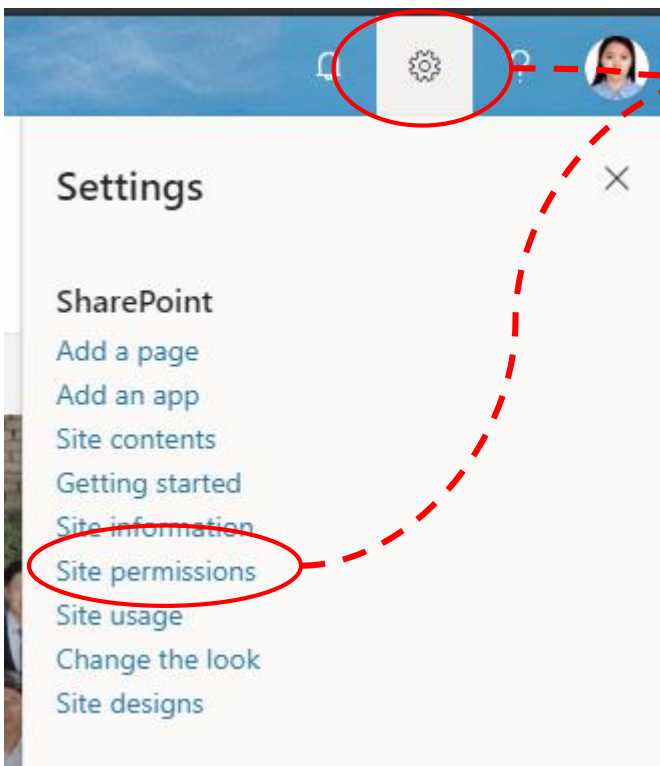 ?
Settings
SharePoint
Add a page
Add an app
Site contents
Getting started
Site information
Site permissions
Site usage
Change the look
Site designs